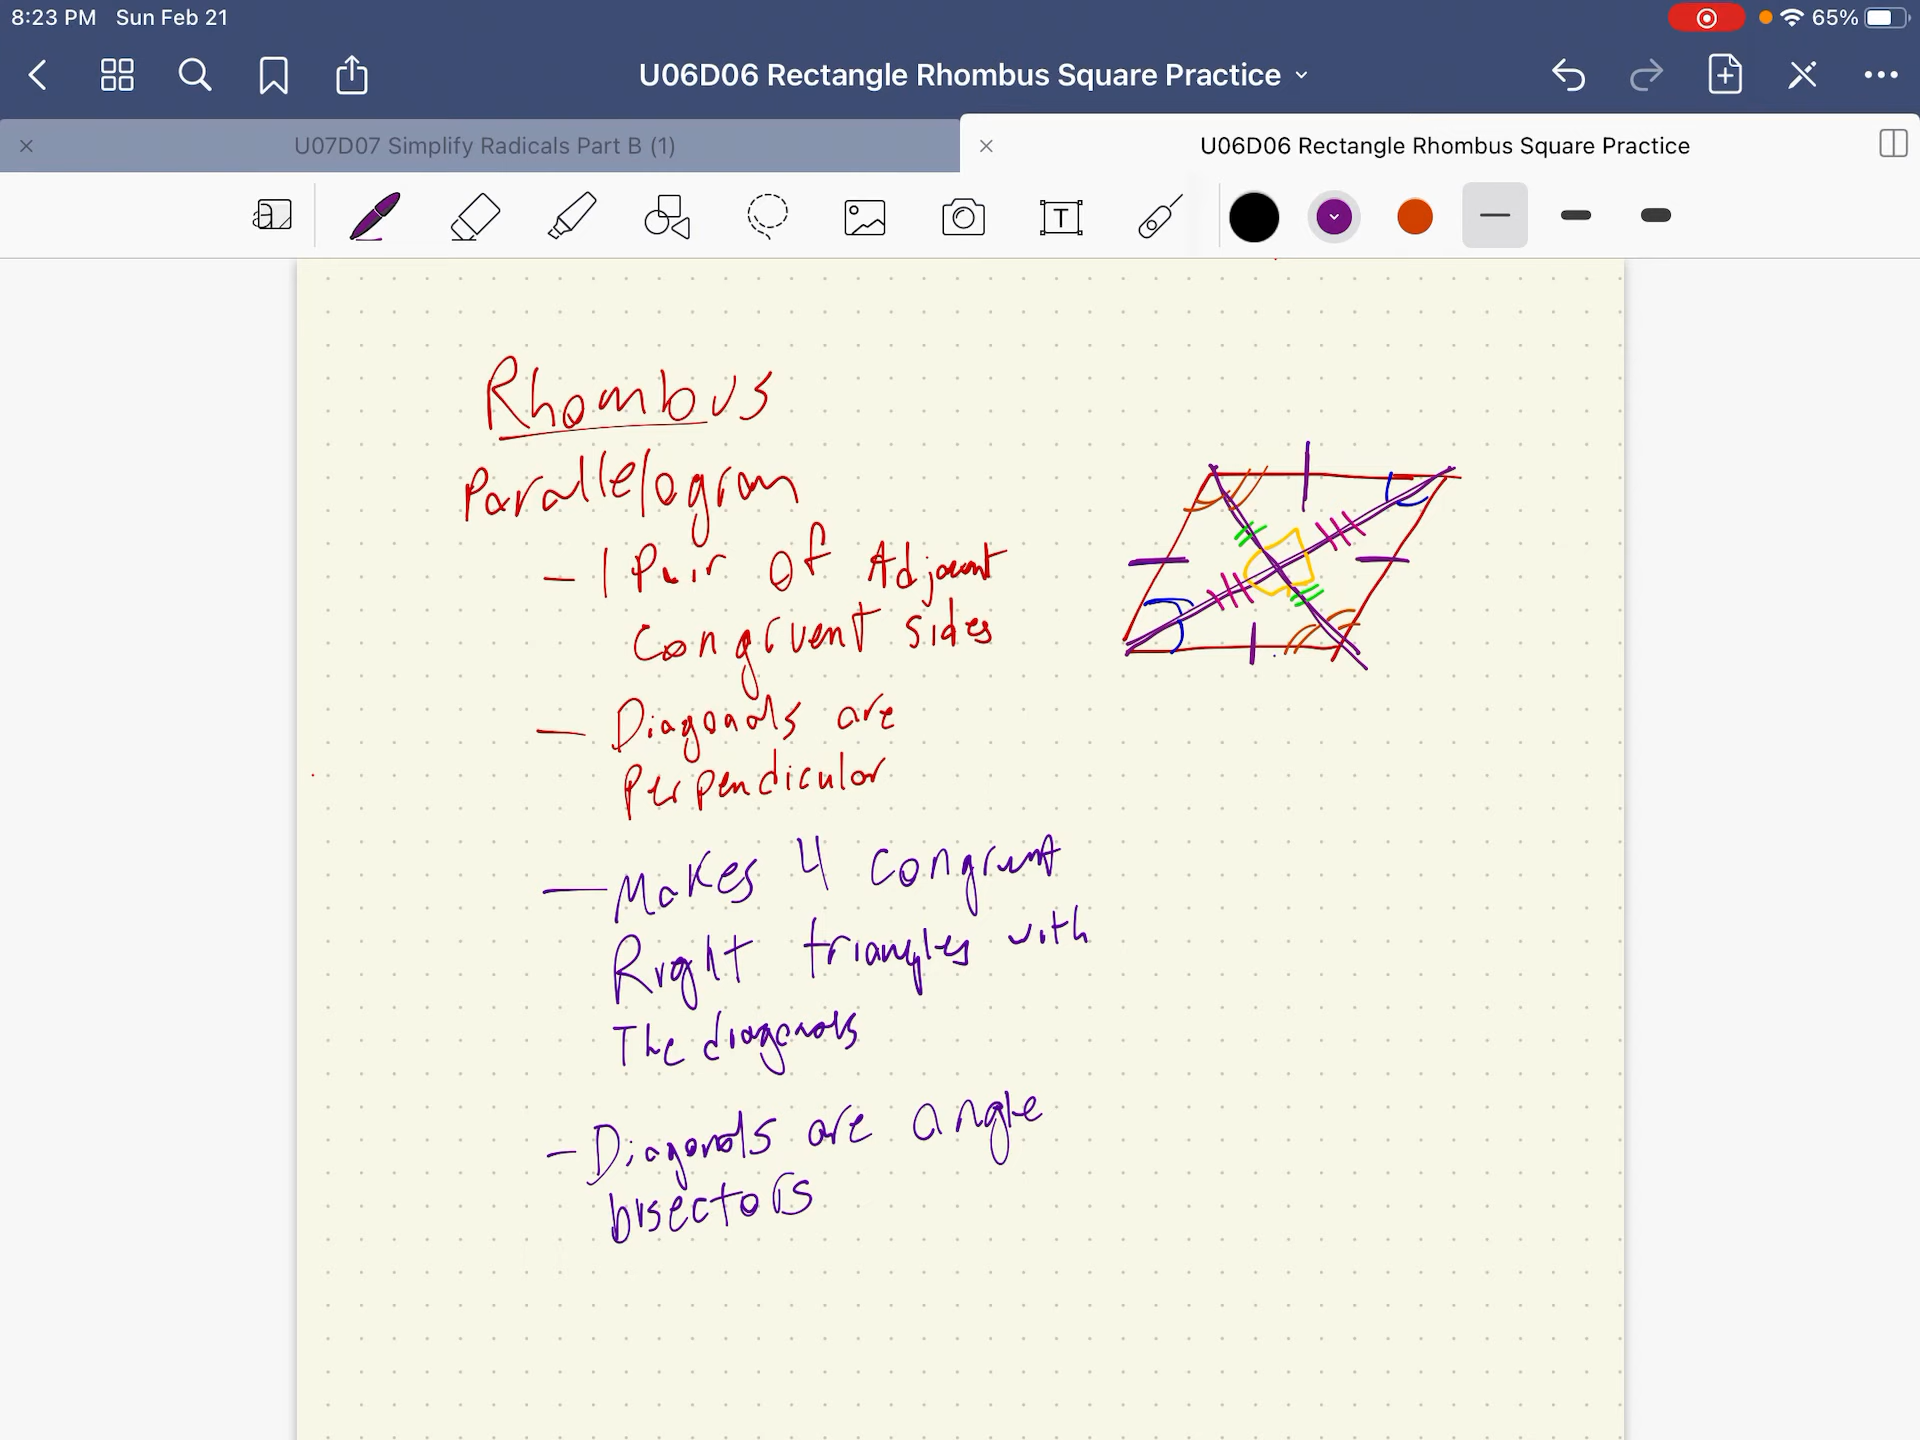 8:23 PM Sun Feb 21
65%
U06D06 Rectangle Rhombus Square Practice
U07D07 Simplify Radicals Part B (1)
U06D06 Rectangle Rhombus Square Practice
T
Rhombus
Parallelogram
- 1 Pair of Adjacent
Congruent sides
- Diagonals are
Perpendicular
- Makes 4 congruent
Right triangles with
The diagonals
- Diagonals are angle
bisectors